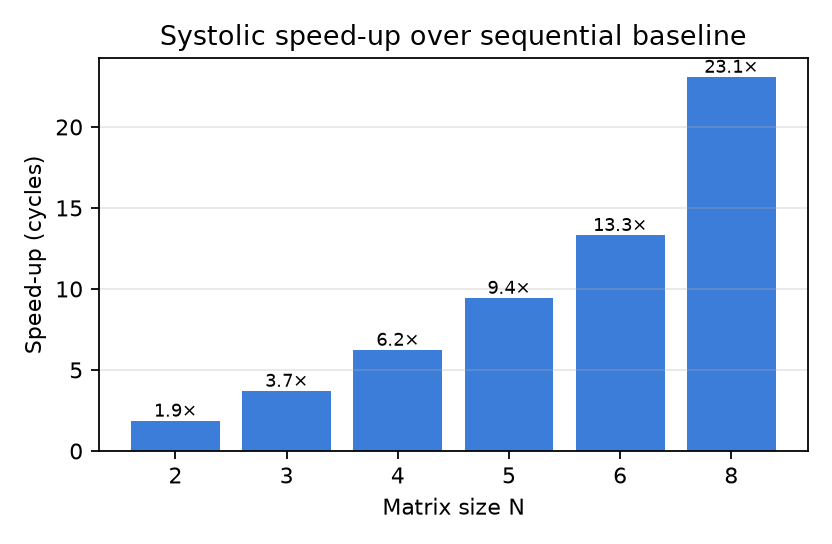 Systolic speed-up over sequential baseline
Speed-up (cycles)
20
15
10
5
0
1.9×
3.7×
6.2×
9.4×
13.3×
23.1×
2 3 4 5 6 8
Matrix size N